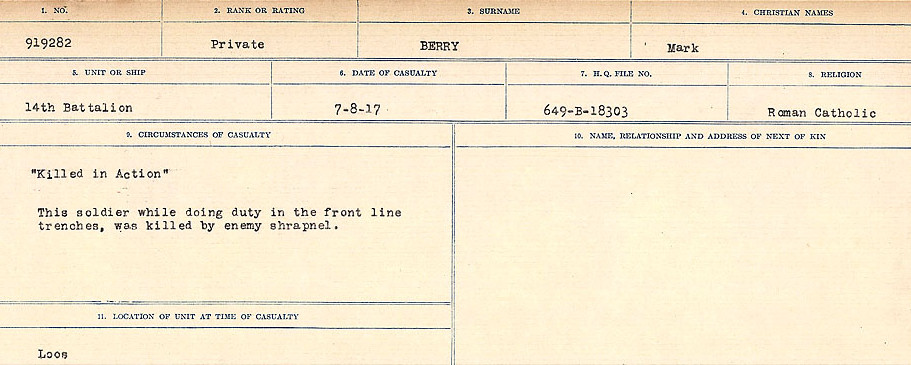 1. NO. 2. RANK OR RATING 3. SURNAME 4. CHRISTIAN NAMES
919282 Private BERRY Mark
5. UNIT OR SHIP 6. DATE OF CASUALTY 7. H.Q. FILE NO. 8. RELIGION
14th Battalion 7-8-17 649-B-18303 Roman Catholic
9. CIRCUMSTANCES OF CASUALTY 10. NAME, RELATIONSHIP AND ADDRESS OF NEXT OF KIN
"Killed in Action"
This soldier while doing duty in the front line
trenches, was killed by enemy shrapnel.
11. LOCATION OF UNIT AT TIME OF CASUALTY
Loos